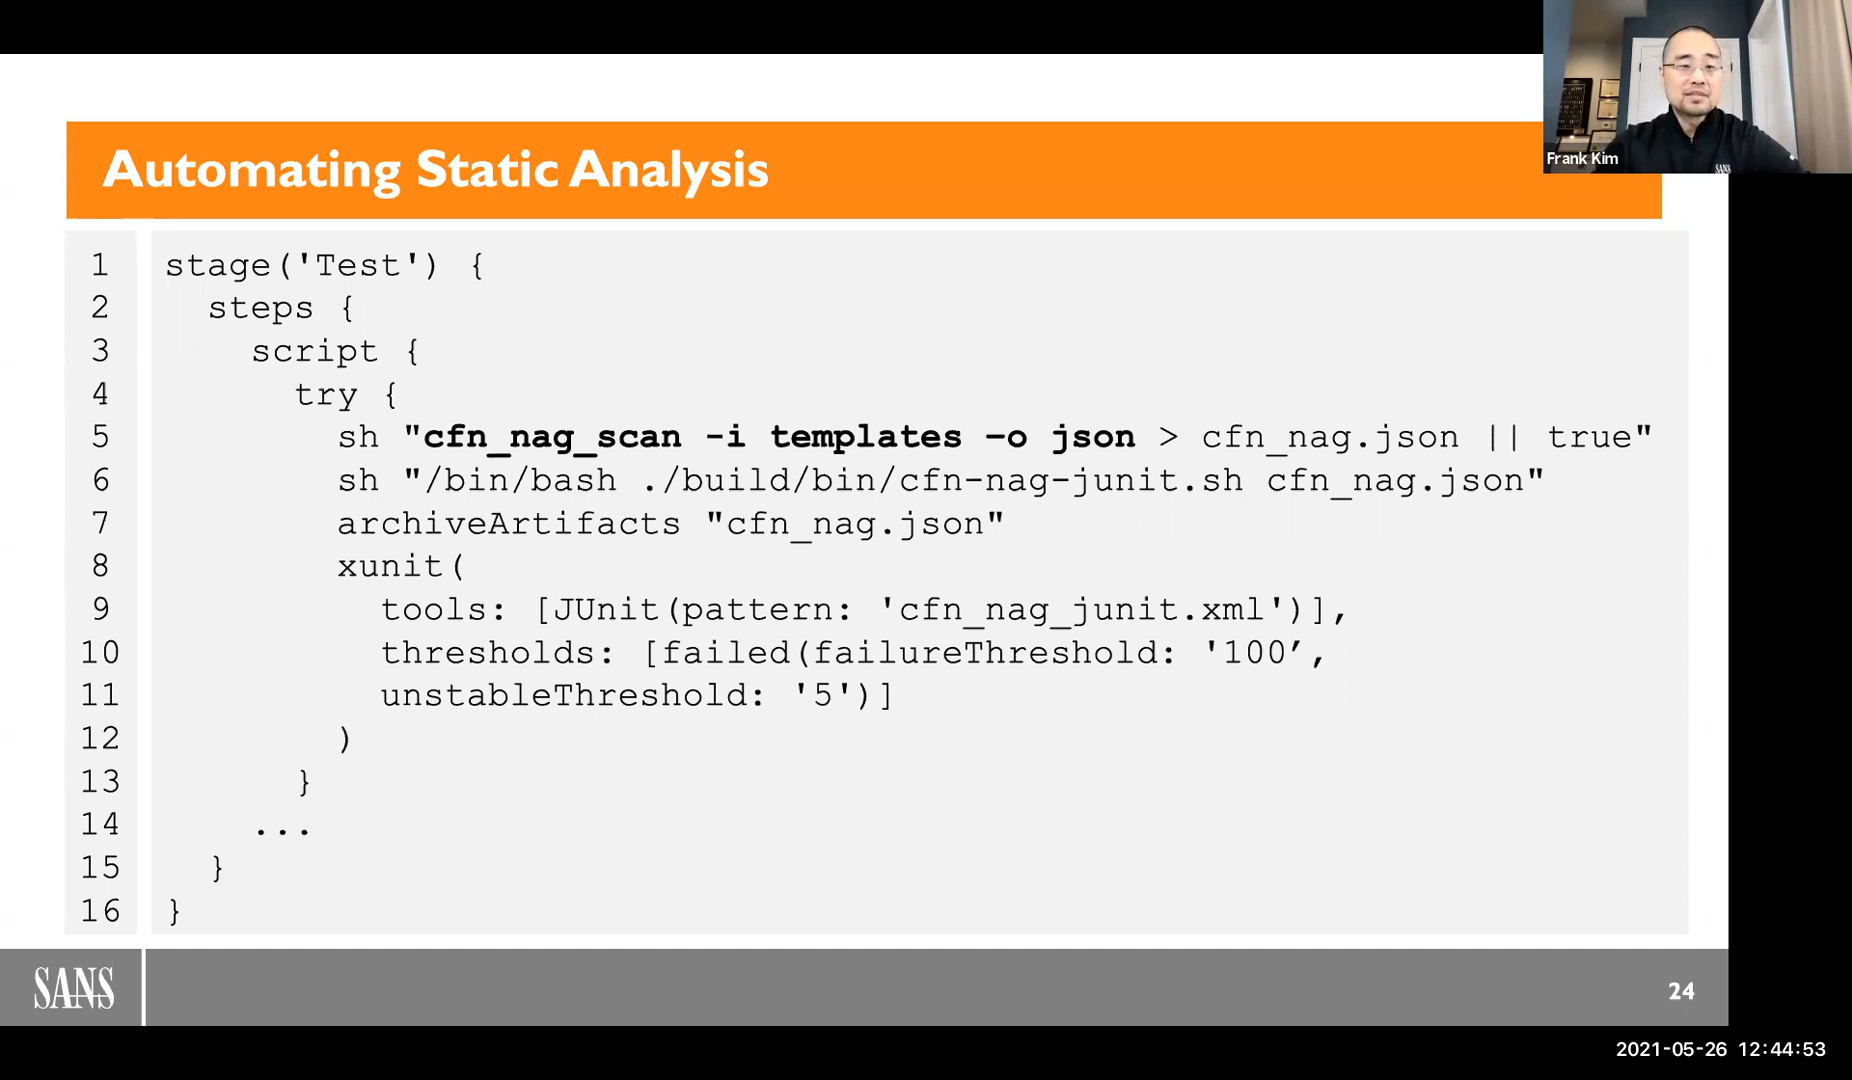 Frank Kim
SANS
Automating Static Analysis
1 stage('Test') {
2 steps {
3 script {
4 try {
5 sh "cfn_nag_scan -i templates –o json > cfn_nag.json || true"
6 sh "/bin/bash ./build/bin/cfn-nag-junit.sh cfn_nag.json"
7 archiveArtifacts "cfn_nag.json"
8 xunit(
9 tools: [JUnit(pattern: 'cfn_nag_junit.xml')],
10 thresholds: [failed(failureThreshold: '100’,
11 unstableThreshold: '5')]
12 )
13 }
14 ...
15 }
16 }
SANS
24
2021-05-26 12:44:53